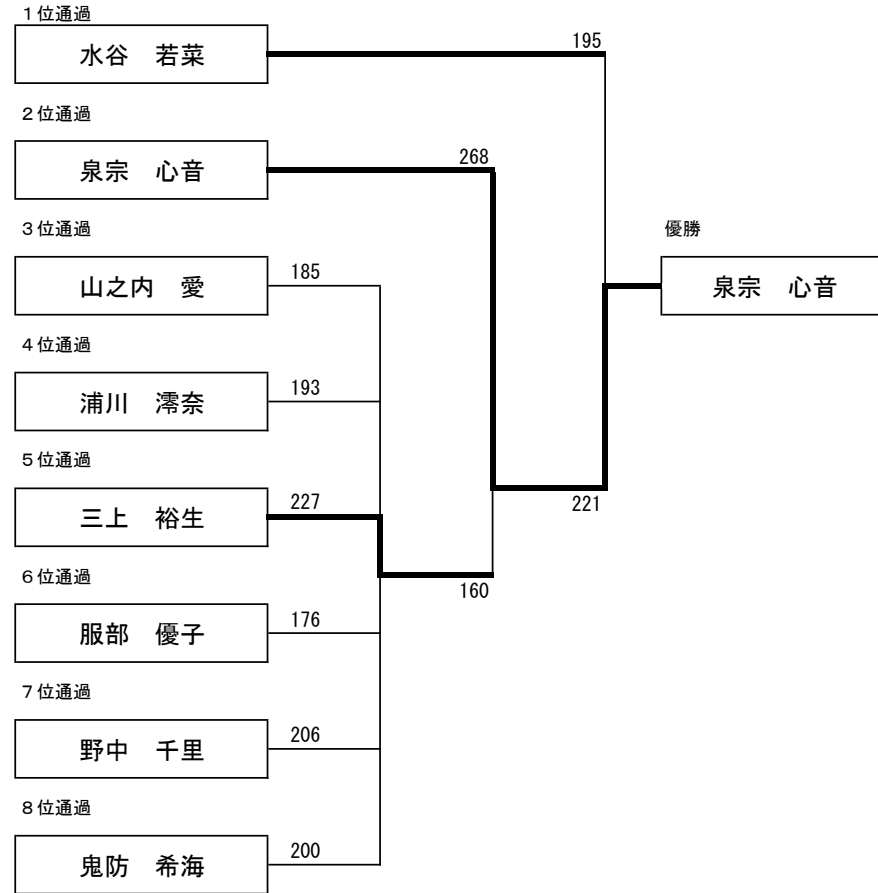 １位通過
水谷　若菜
195
２位通過
泉宗　心音
268
３位通過
優勝
山之内　愛
185
泉宗　心音
４位通過
浦川　澪奈
193
５位通過
三上　裕生
227
221
６位通過
160
服部　優子
176
７位通過
野中　千里
206
８位通過
鬼防　希海
200